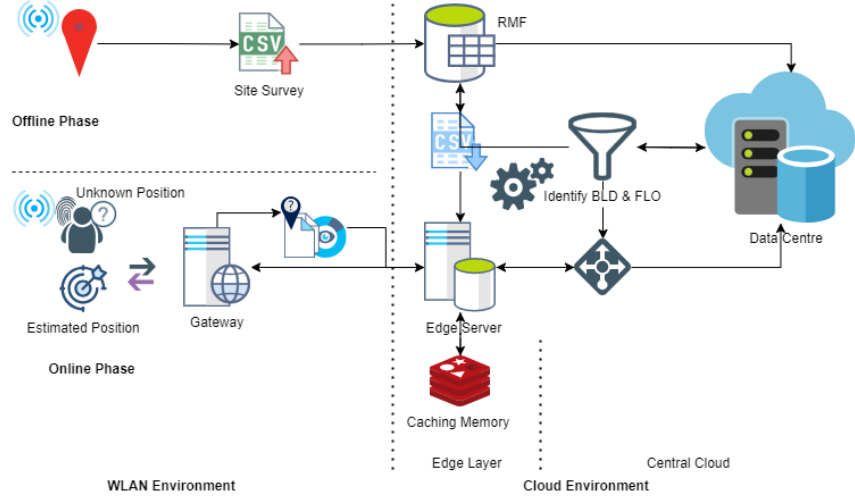 RMF
CSV
Site Survey
Offline Phase
CSV
Unknown Position
?
Identify BLD & FLO
?
Data Centre
Gateway
Estimated Position
Edge Server
Online Phase
Caching Memory
Edge Layer
Central Cloud
WLAN Environment
Cloud Environment